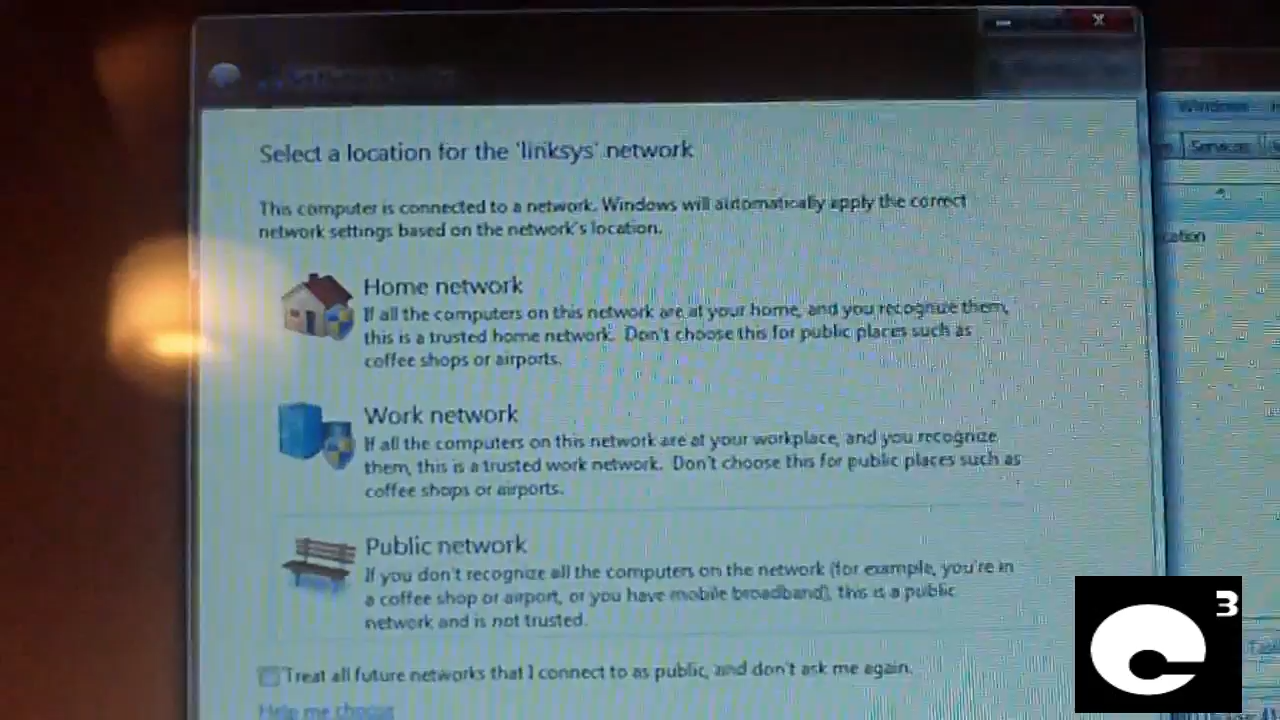 Select a location for the 'linksys' network
This computer is connected to a network. Windows will automatically apply the correct
network settings based on the network's location.
Home network
If all the computers on this network are at your home, and you recognize them,
this is a trusted home network. Don't choose this for public places such as
coffee shops or airports.
Work network
If all the computers on this network are at your workplace, and you recognize
them, this is a trusted work network. Don't choose this for public places such as
coffee shops or airports.
Public network
If you don't recognize all the computers on the network (for example, you're in
a coffee shop or airport, or you have mobile broadband), this is a public
network and is not trusted.
Treat all future networks that I connect to as public, and don't ask me again.
Help me choose
Windows
Services
cation
3